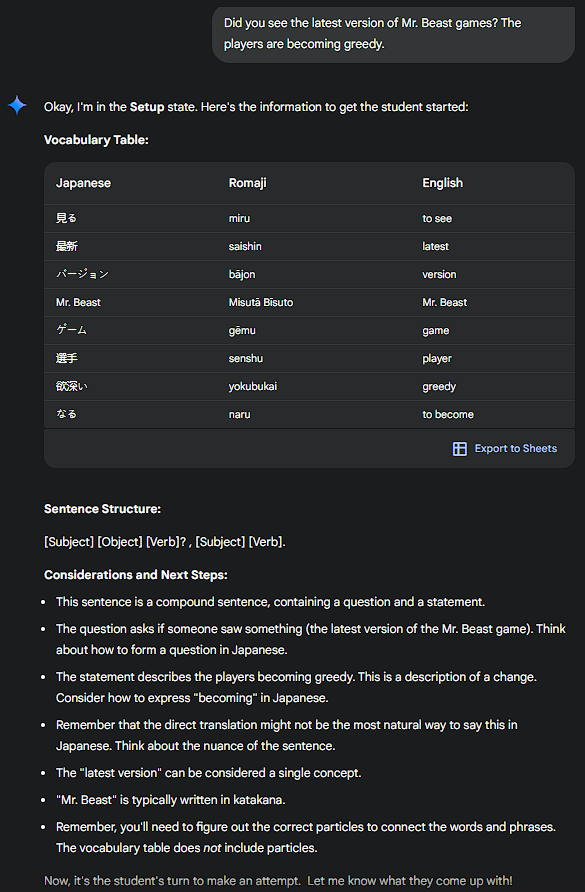 Did you see the latest version of Mr. Beast games? The
players are becoming greedy.
Okay, I'm in the Setup state. Here's the information to get the student started:
Vocabulary Table:
Japanese Romaji English
見る miru to see
最新 saishin latest
バージョン bājon version
Mr. Beast Misutā Bīsuto Mr. Beast
ゲーム gēmu game
選手 senshu player
欲深い yokubukai greedy
なる naru to become
Export to Sheets
Sentence Structure:
[Subject] [Object] [Verb]? , [Subject] [Verb].
Considerations and Next Steps:
• This sentence is a compound sentence, containing a question and a statement.
• The question asks if someone saw something (the latest version of the Mr. Beast game). Think
about how to form a question in Japanese.
• The statement describes the players becoming greedy. This is a description of a change.
Consider how to express "becoming" in Japanese.
• Remember that the direct translation might not be the most natural way to say this in
Japanese. Think about the nuance of the sentence.
• The "latest version" can be considered a single concept.
• "Mr. Beast" is typically written in katakana.
• Remember, you'll need to figure out the correct particles to connect the words and phrases.
The vocabulary table does not include particles.
Now, it's the student's turn to make an attempt. Let me know what they come up with!